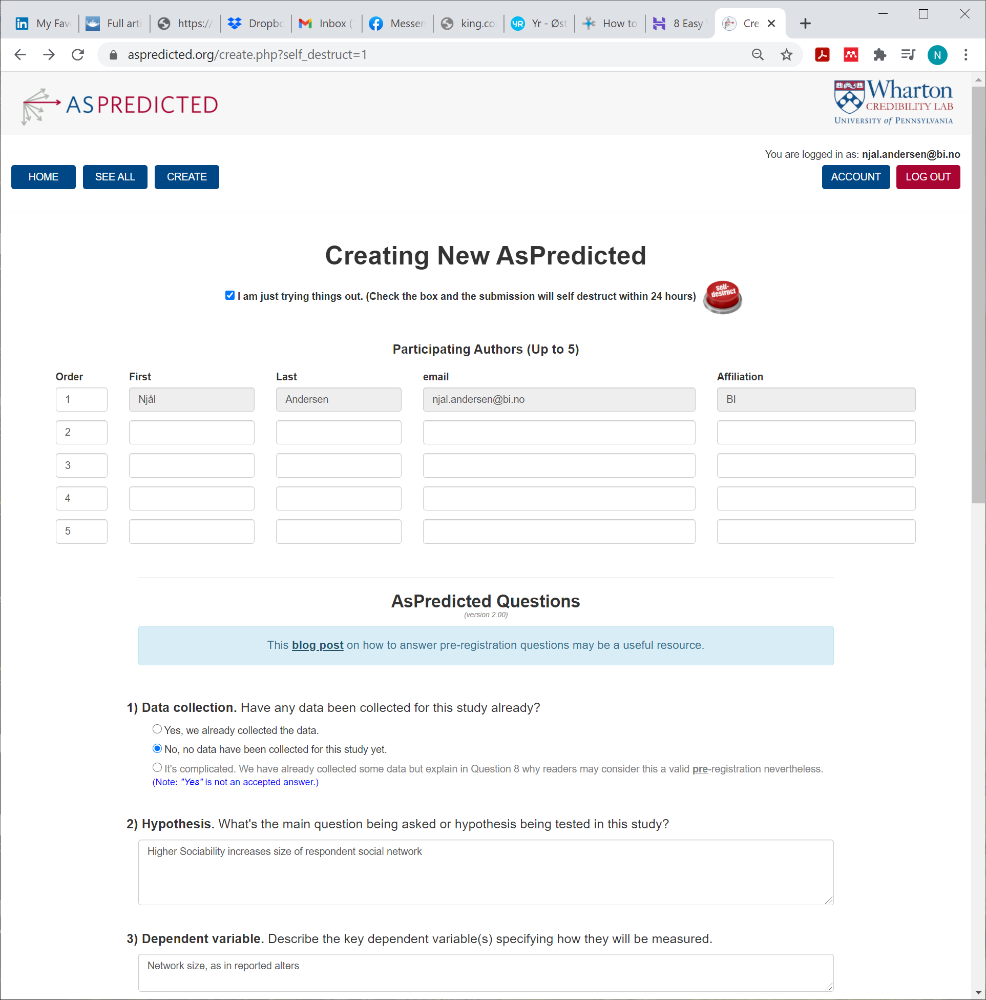 My Fav
Full arti
https://
Dropbo
Inbox (
Messen
king.co
Yr - Øst
How to
8 Easy
Cre
aspredicted.org/create.php?self_destruct=1
N
ASPREDICTED
Wharton
CREDIBILITY LAB
UNIVERSITY of PENNSYLVANIA
You are logged in as: njal.andersen@bi.no
HOME
SEE ALL
CREATE
ACCOUNT
LOG OUT
Creating New AsPredicted
I am just trying things out. (Check the box and the submission will self destruct within 24 hours)
self-
destruct
Participating Authors (Up to 5)
Order First Last email Affiliation
1 Njål Andersen njal.andersen@bi.no BI
2
3
4
5
AsPredicted Questions
(version 2.00)
This blog post on how to answer pre-registration questions may be a useful resource.
1) Data collection. Have any data been collected for this study already?
Yes, we already collected the data.
No, no data have been collected for this study yet.
It's complicated. We have already collected some data but explain in Question 8 why readers may consider this a valid pre-registration nevertheless.
(Note: "Yes" is not an accepted answer.)
2) Hypothesis. What's the main question being asked or hypothesis being tested in this study?
Higher Sociability increases size of respondent social network
3) Dependent variable. Describe the key dependent variable(s) specifying how they will be measured.
Network size, as in reported alters